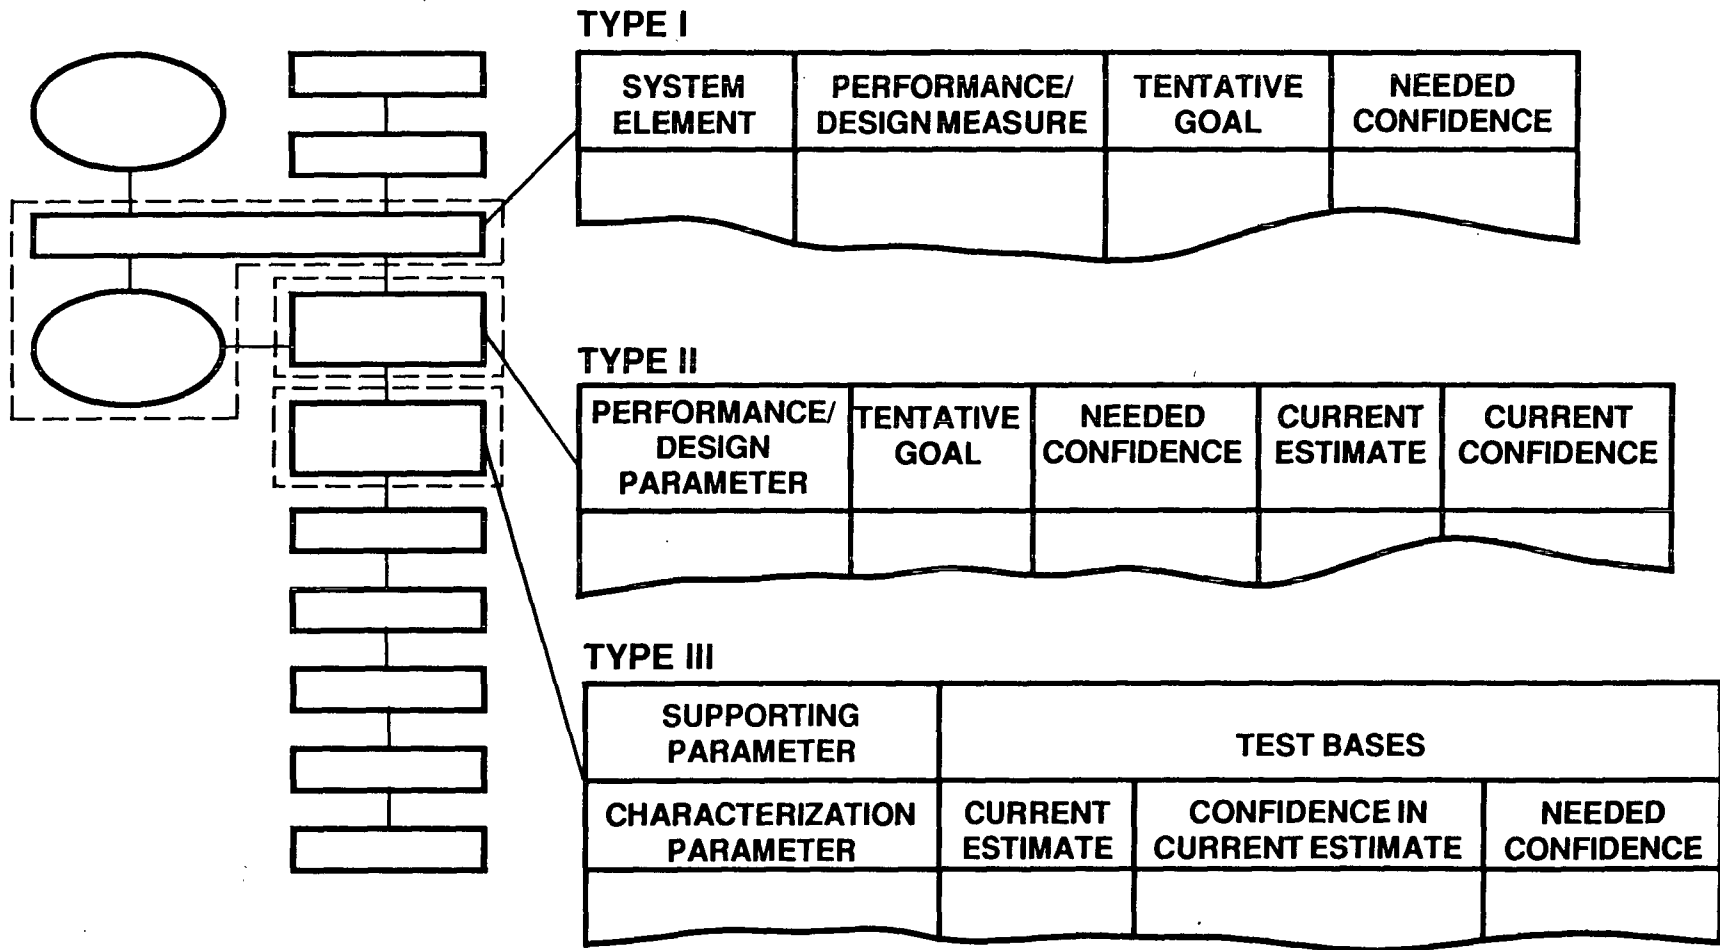 TYPE I
SYSTEM
ELEMENT
PERFORMANCE/
DESIGN MEASURE
TENTATIVE
GOAL
NEEDED
CONFIDENCE
TYPE II
PERFORMANCE/
DESIGN
PARAMETER
TENTATIVE
GOAL
NEEDED
CONFIDENCE
CURRENT
ESTIMATE
CURRENT
CONFIDENCE
TYPE III
SUPPORTING
PARAMETER
TEST BASES
CHARACTERIZATION
PARAMETER
CURRENT
ESTIMATE
CONFIDENCE IN
CURRENT ESTIMATE
NEEDED
CONFIDENCE